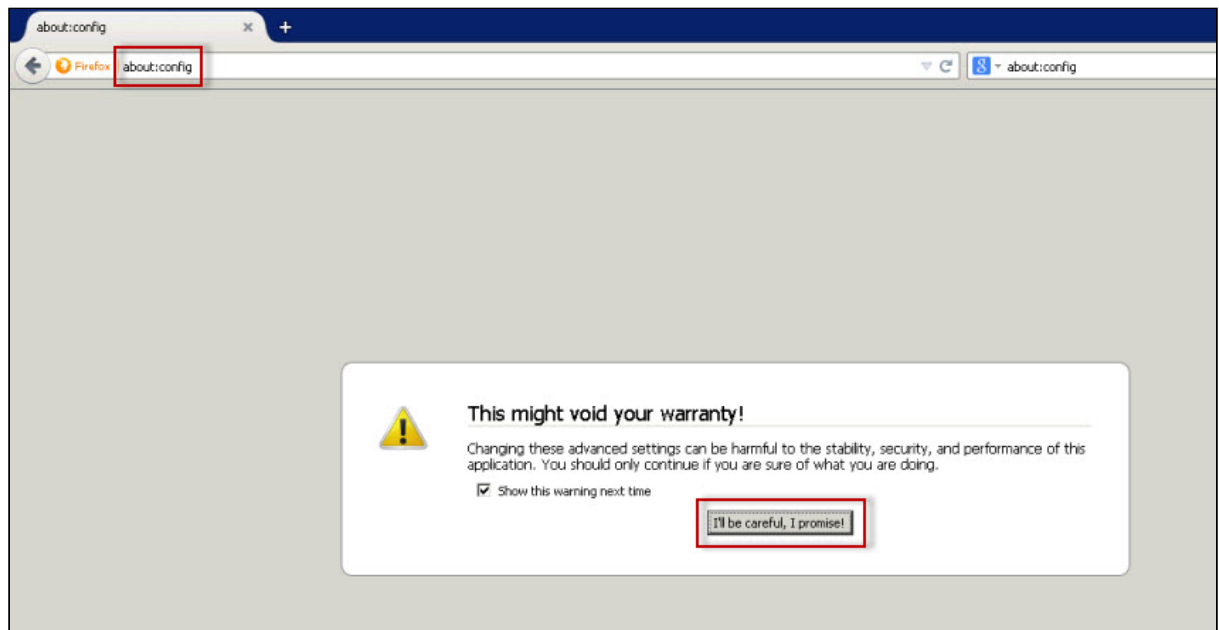 about:config
Firefox about:config
8 about:config
This might void your warranty!
Changing these advanced settings can be harmful to the stability, security, and performance of this
application. You should only continue if you are sure of what you are doing.
Show this warning next time
I'll be careful, I promise!